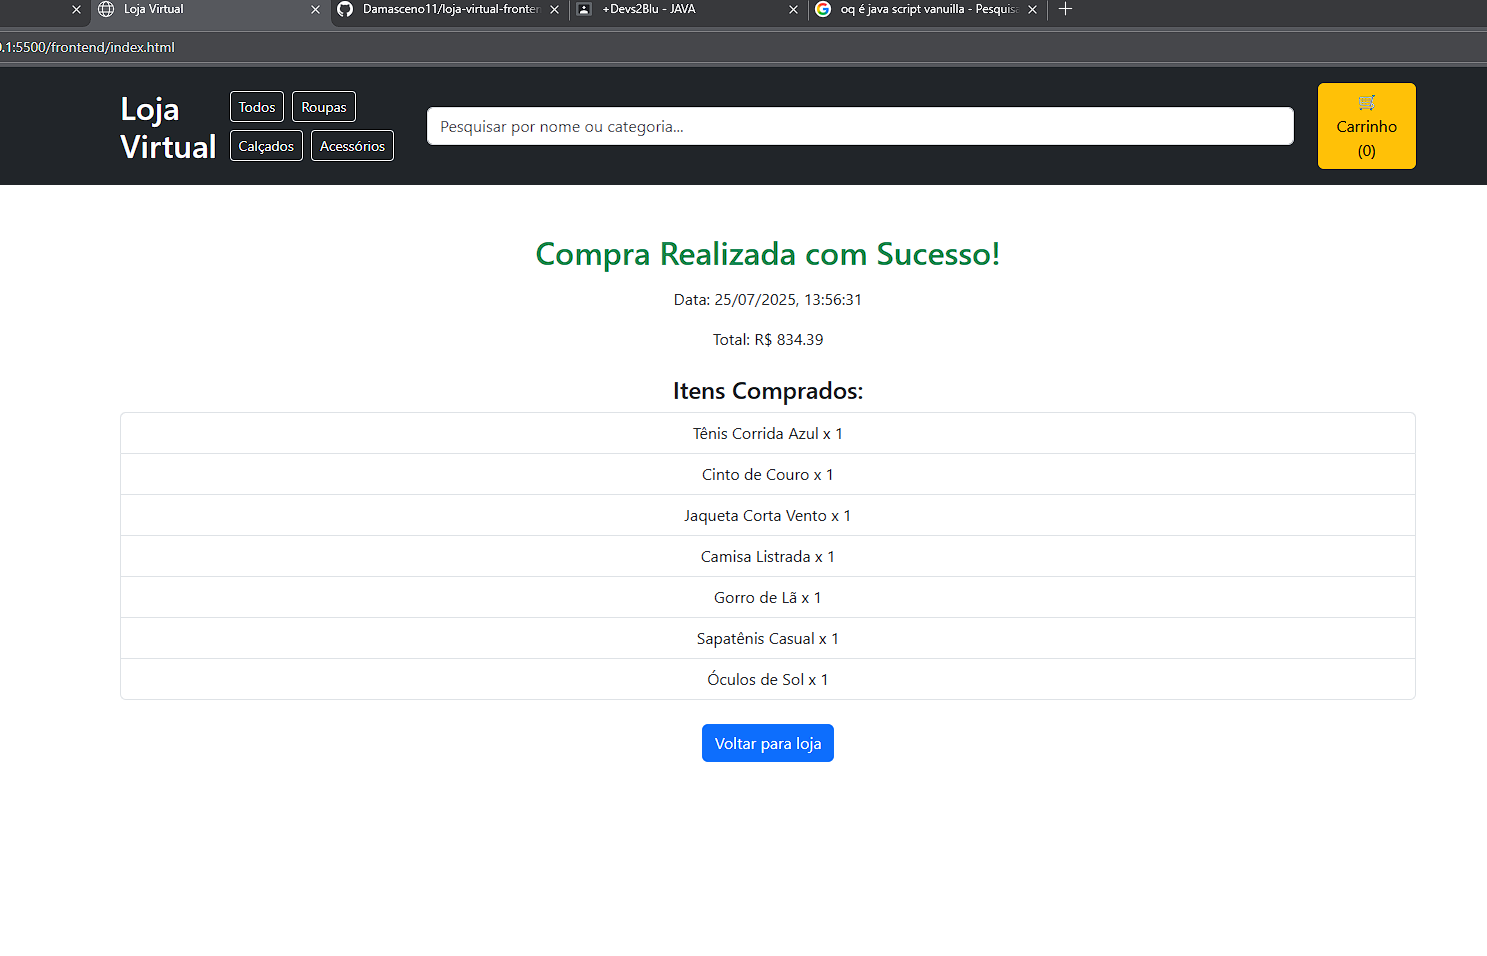 Loja Virtual
Damasceno11/loja-virtual-fronten
+Devs2Blu - JAVA
oq é java script vanuilla - Pesquisa
.1:5500/frontend/index.html
Loja
Virtual
Todos
Roupas
Calçados
Acessórios
Pesquisar por nome ou categoria...
Carrinho
(0)
Compra Realizada com Sucesso!
Data: 25/07/2025, 13:56:31
Total: R$ 834.39
Itens Comprados:
Tênis Corrida Azul x 1
Cinto de Couro x 1
Jaqueta Corta Vento x 1
Camisa Listrada x 1
Gorro de Lã x 1
Sapatênis Casual x 1
Óculos de Sol x 1
Voltar para loja